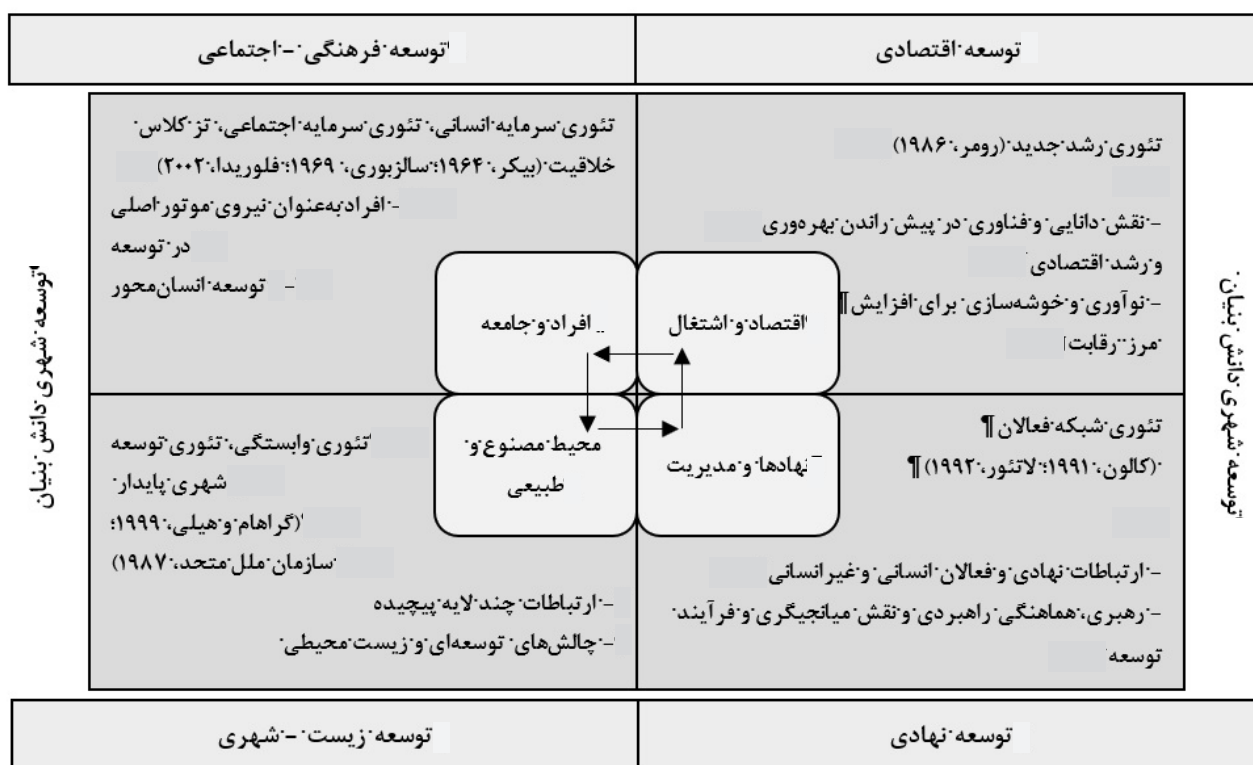 توسعه اقتصادی
توسعه فرهنگی - اجتماعی
توسعه شهری دانش بنیان
تئوری رشد جدید (رومر، ۱۹۸۶)
- نقش دانایی و فناوری در پیش راندن بهره‌وری
و رشد اقتصادی
- نوآوری و خوشه‌سازی برای افزایش¶
مرز رقابت
اقتصاد و اشتغال
تئوری سرمایه انسانی، تئوری سرمایه اجتماعی، تز کلاس
خلاقیت (بیکر، ۱۹۶۴؛ سالزبوری، ۱۹۶۹؛ فلوریدا، ۲۰۰۲)
- افراد به‌عنوان نیروی موتور اصلی
در توسعه
- توسعه انسان‌محور
افراد و جامعه
توسعه شهری دانش بنیان
تئوری شبکه فعالان¶
(کالون، ۱۹۹۱؛ لاتئور، ۱۹۹۲)¶
- ارتباطات نهادی و فعالان انسانی و غیرانسانی
- رهبری، هماهنگی راهبردی و نقش میانجیگری و فرآیند
توسعه
نهادها و مدیریت
محیط مصنوع و
طبیعی
تئوری وابستگی، تئوری توسعه
شهری پایدار
(گراهام و هیلی، ۱۹۹۹؛
سازمان ملل متحد، ۱۹۸۷)
- ارتباطات چند لایه پیچیده
- چالش‌های توسعه‌ای و زیست محیطی
توسعه نهادی
توسعه زیست - شهری